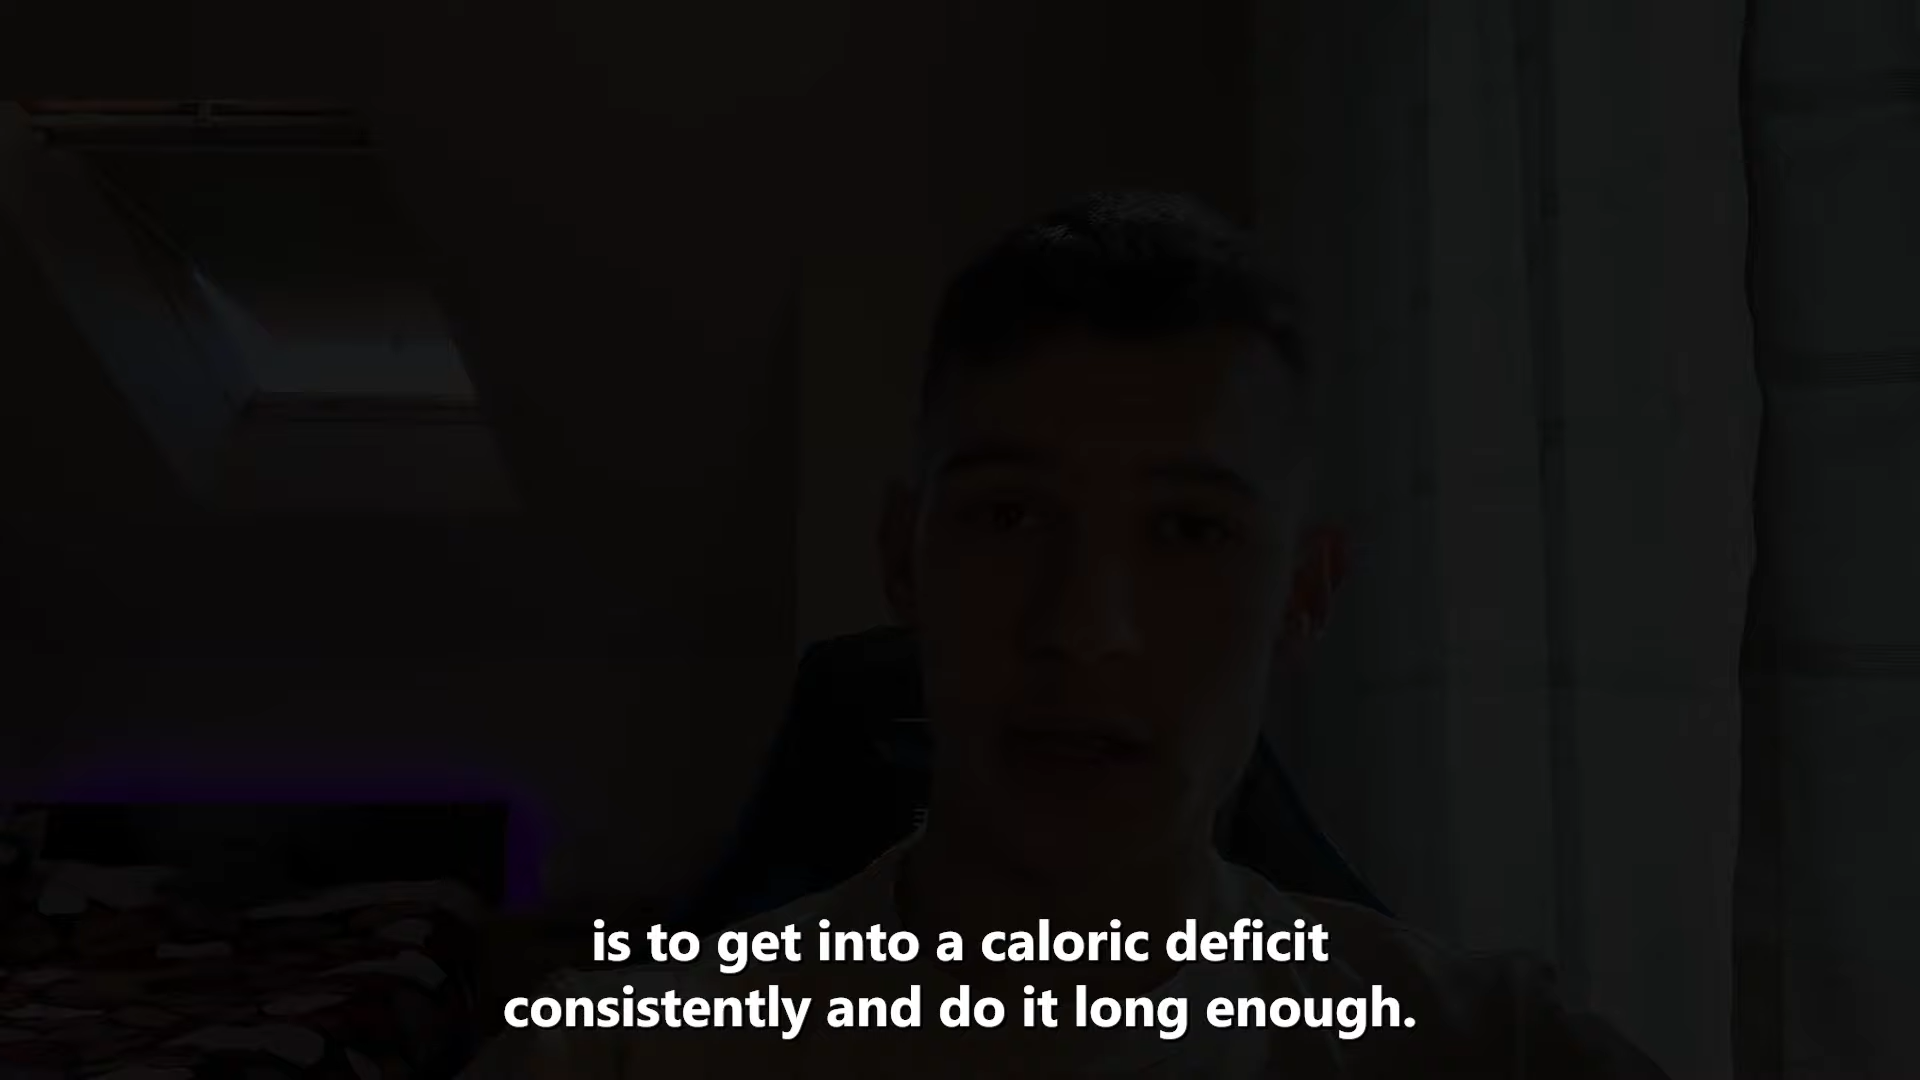 is to get into a caloric deficit
consistently and do it long enough.